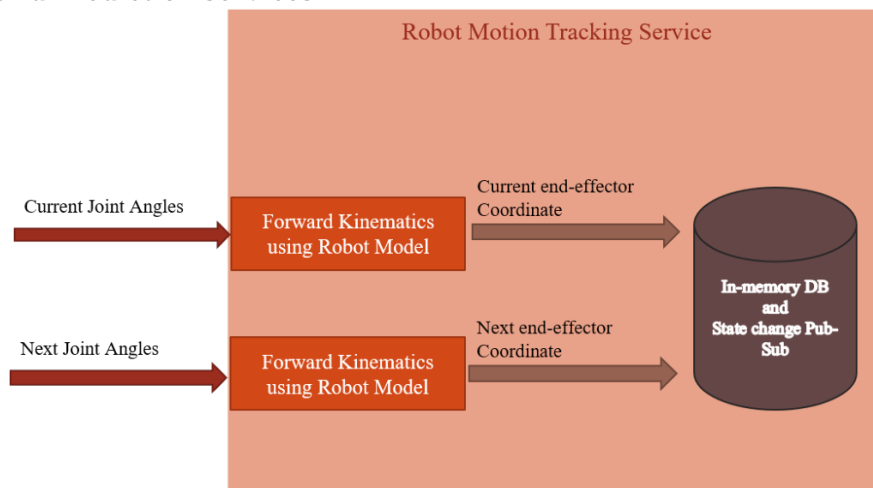 Robot Motion Tracking Service
Current Joint Angles
Forward Kinematics
using Robot Model
Current end-effector
Coordinate
In-memory DB
and
State change Pub-
Sub
Next Joint Angles
Forward Kinematics
using Robot Model
Next end-effector
Coordinate